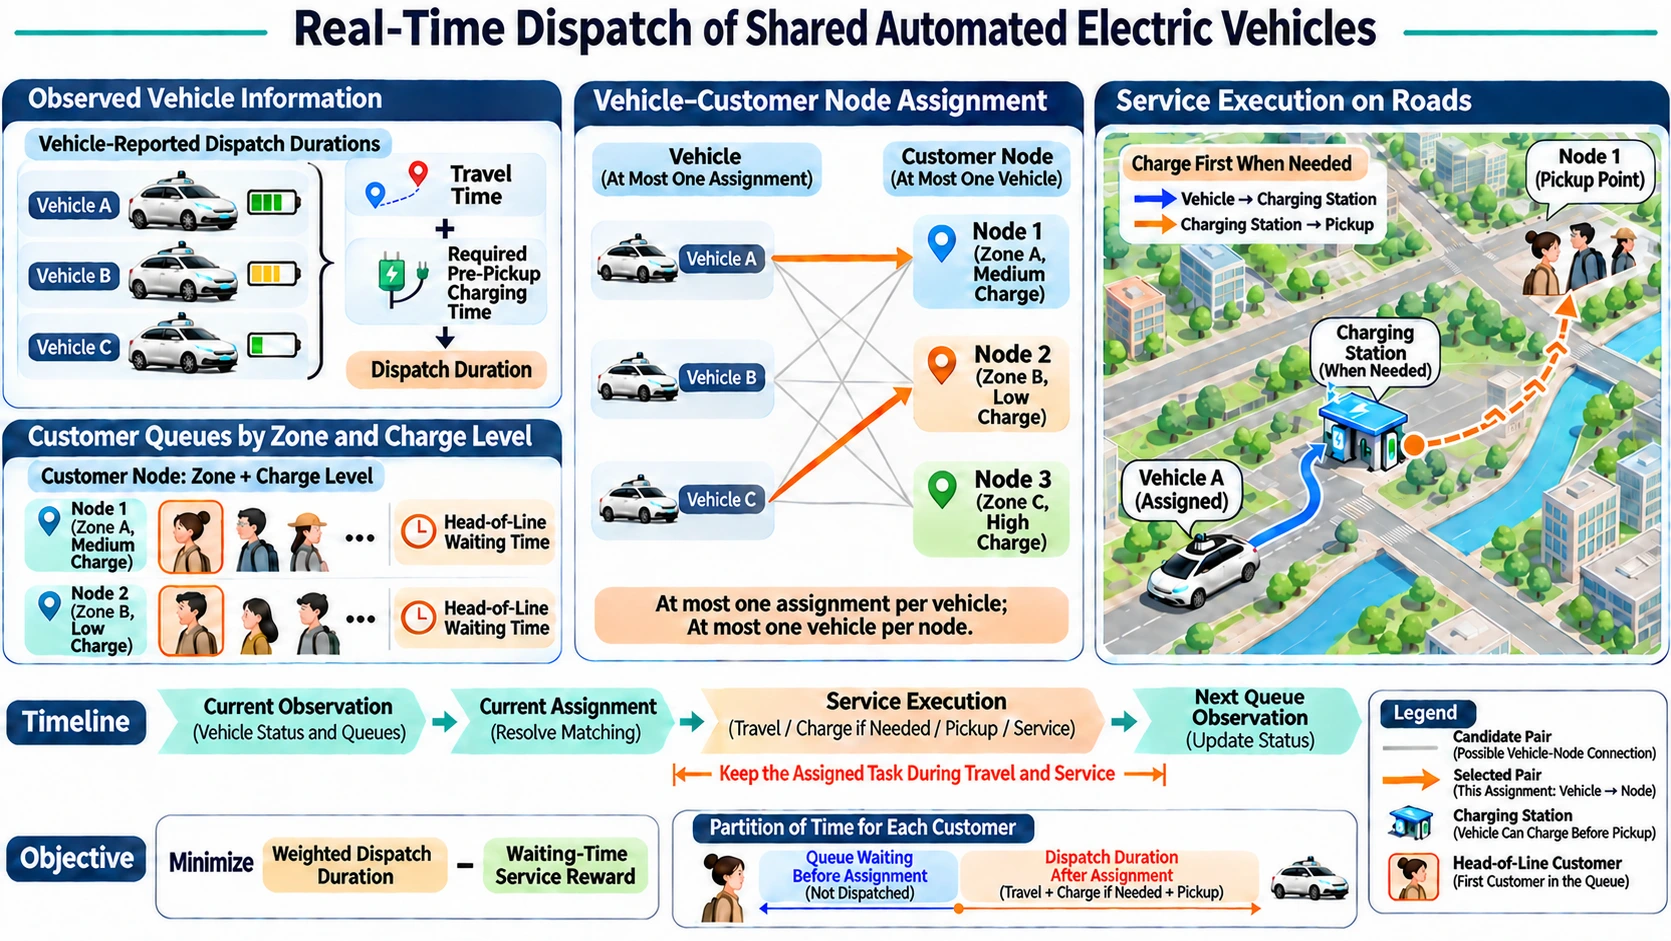 Real-Time Dispatch of Shared Automated Electric Vehicles
Observed Vehicle Information
Vehicle-Reported Dispatch Durations
Vehicle A
Vehicle B
Vehicle C
Travel
Time
+
Required
Pre-Pickup
Charging
Time
Dispatch Duration
Customer Queues by Zone and Charge Level
Customer Node: Zone + Charge Level
Node 1
(Zone A,
Medium
Charge)
•••
Head-of-Line
Waiting Time
Node 2
(Zone B,
Low
Charge)
•••
Head-of-Line
Waiting Time
Vehicle–Customer Node Assignment
Vehicle
(At Most One Assignment)
Customer Node
(At Most One Vehicle)
Vehicle A
Vehicle B
Vehicle C
Node 1
(Zone A,
Medium
Charge)
Node 2
(Zone B,
Low
Charge)
Node 3
(Zone C,
High
Charge)
At most one assignment per vehicle;
At most one vehicle per node.
Service Execution on Roads
Charge First When Needed
Vehicle → Charging Station
Charging Station → Pickup
Node 1
(Pickup Point)
Charging
Station
(When Needed)
Vehicle A
(Assigned)
Timeline
Current Observation
(Vehicle Status and Queues)
Current Assignment
(Resolve Matching)
Service Execution
(Travel / Charge if Needed / Pickup / Service)
Next Queue
Observation
(Update Status)
Keep the Assigned Task During Travel and Service
Objective
Minimize
Weighted Dispatch
Duration
–
Waiting-Time
Service Reward
Partition of Time for Each Customer
Queue Waiting
Before Assignment
(Not Dispatched)
Dispatch Duration
After Assignment
(Travel + Charge if Needed + Pickup)
Legend
Candidate Pair
(Possible Vehicle-Node Connection)
Selected Pair
(This Assignment: Vehicle → Node)
Charging Station
(Vehicle Can Charge Before Pickup)
Head-of-Line Customer
(First Customer in the Queue)